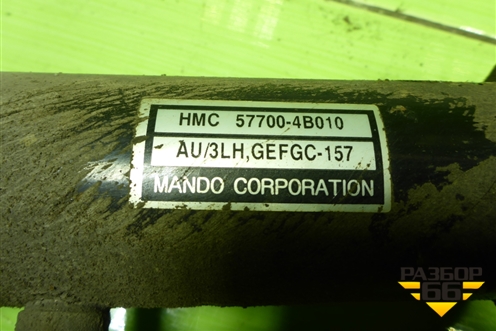 HMC 57700-4B010
AU/3LH,GEFGC-157
MANDO CORPORATION
РАЗБОР
66